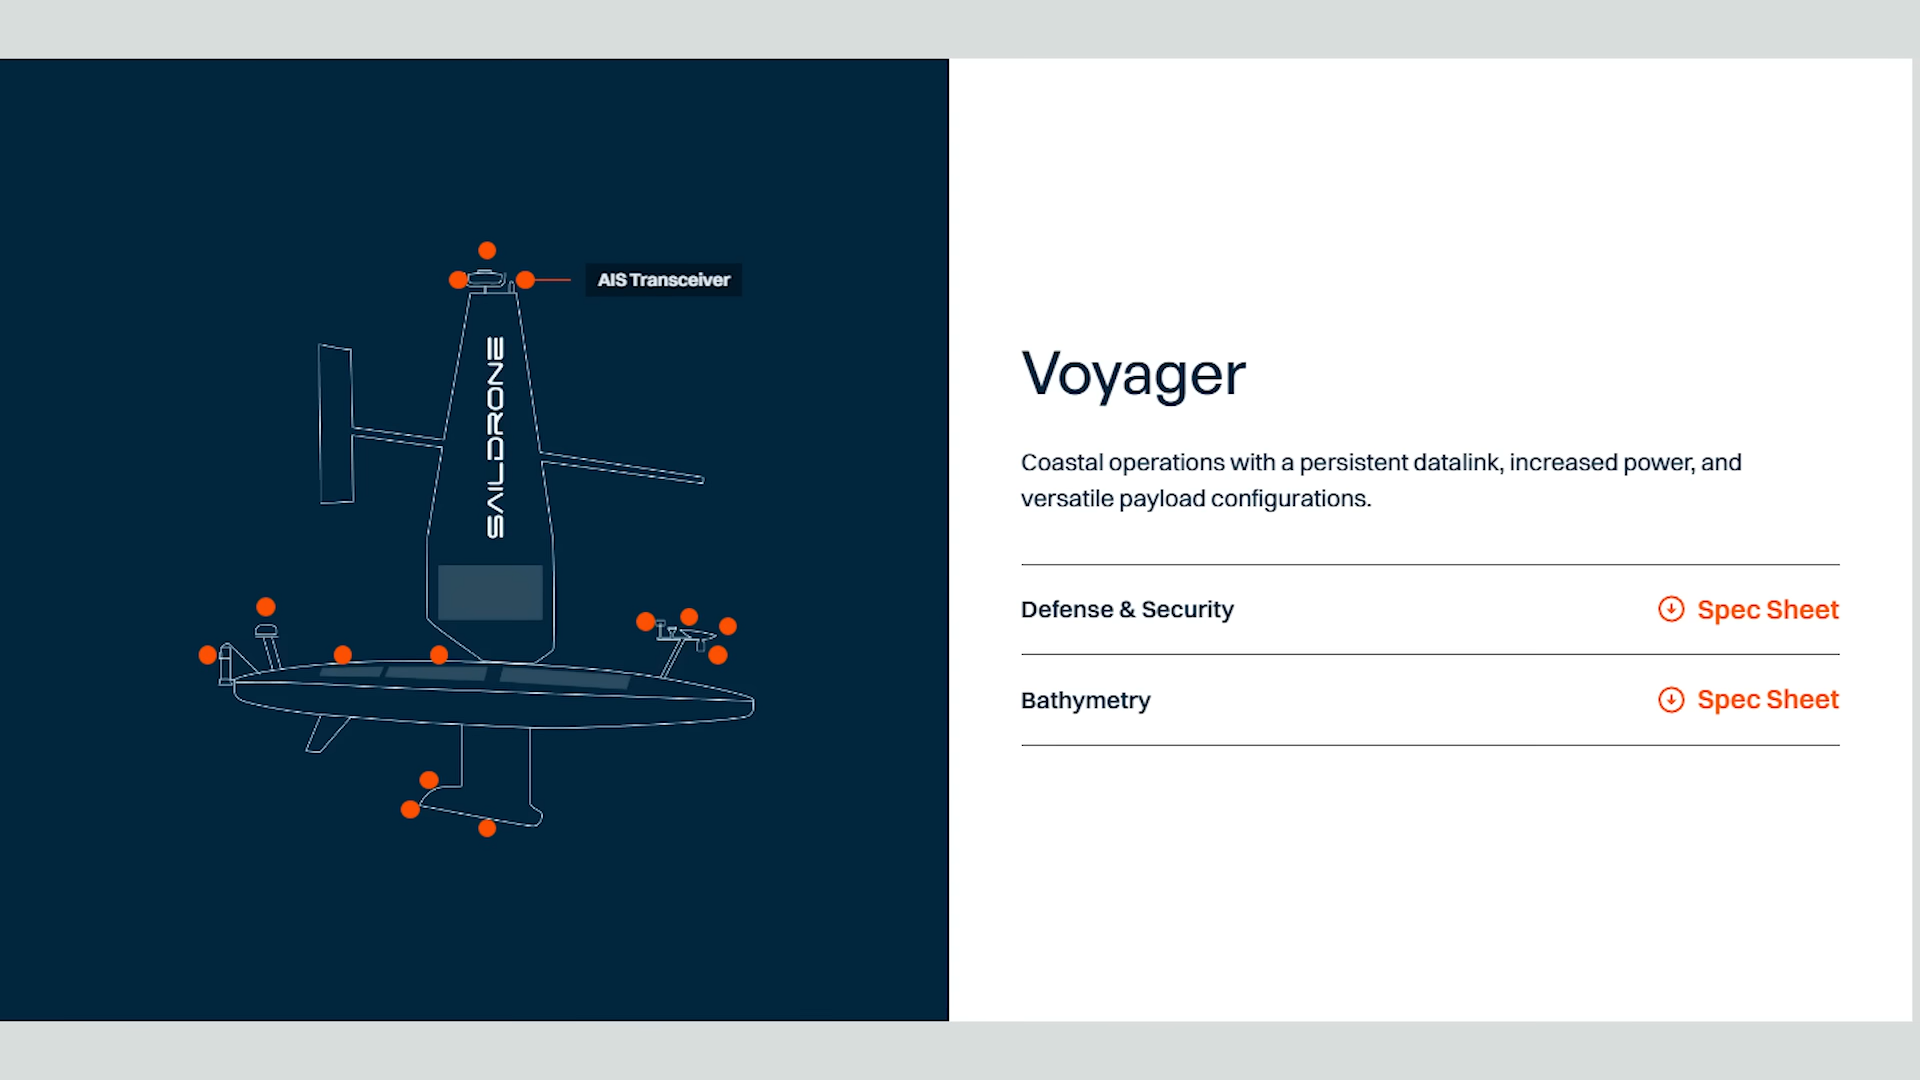 AIS Transceiver
SAILDRONE
Voyager
Coastal operations with a persistent datalink, increased power, and
versatile payload configurations.
Defense & Security
Spec Sheet
Bathymetry
Spec Sheet